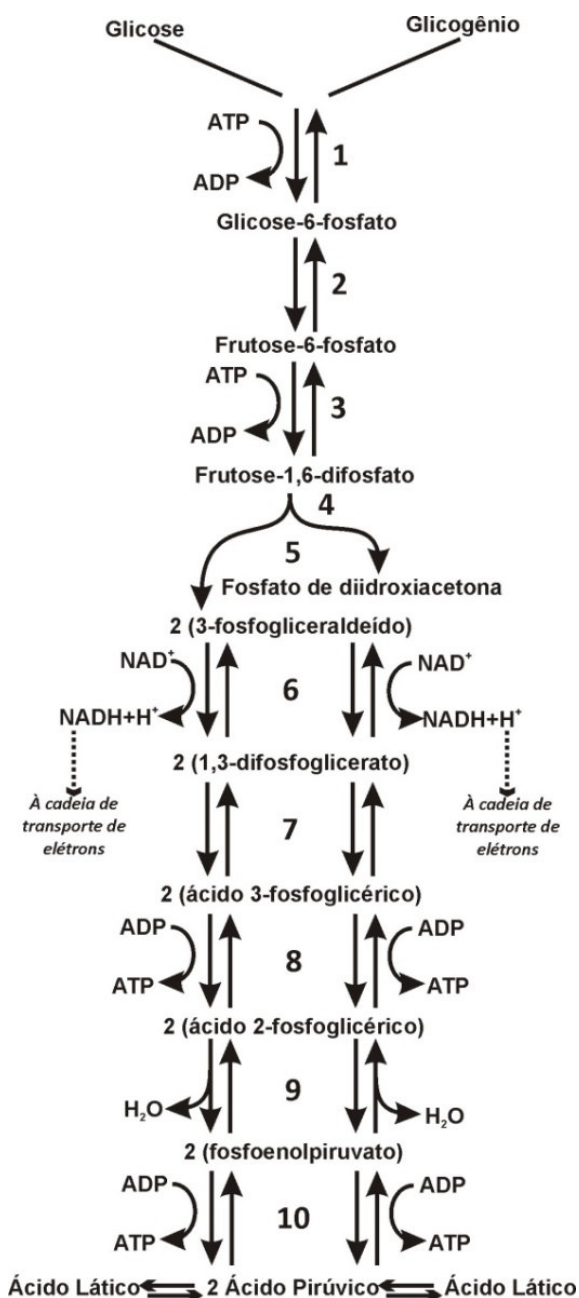 Glicose Glicogênio
ATP
1
ADP
Glicose-6-fosfato
2
Frutose-6-fosfato
ATP
3
ADP
Frutose-1,6-difosfato
4
5
Fosfato de diidroxiacetona
2 (3-fosfogliceraldeído)
NAD⁺ NAD⁺
6
NADH+H⁺ NADH+H⁺
2 (1,3-difosfoglicerato)
À cadeia de À cadeia de
transporte de 7 transporte de
elétrons elétrons
2 (ácido 3-fosfoglicérico)
ADP ADP
8
ATP ATP
2 (ácido 2-fosfoglicérico)
9
H₂O H₂O
2 (fosfoenolpiruvato)
ADP ADP
10
ATP ATP
Ácido Lático 2 Ácido Pirúvico Ácido Lático